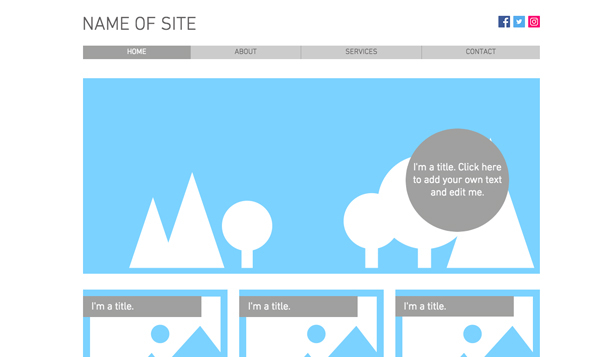 NAME OF SITE
HOME ABOUT SERVICES CONTACT
I'm a title. Click here
to add your own text
and edit me.
I'm a title. I'm a title. I'm a title.